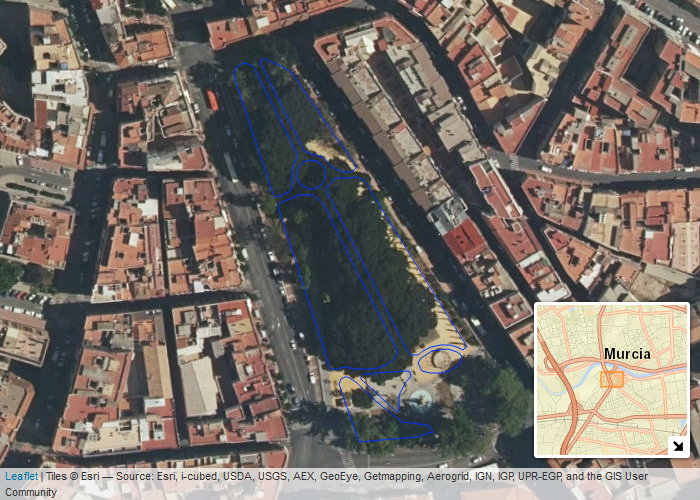 Murcia
Leaflet | Tiles © Esri — Source: Esri, i-cubed, USDA, USGS, AEX, GeoEye, Getmapping, Aerogrid, IGN, IGP, UPR-EGP, and the GIS User
Community